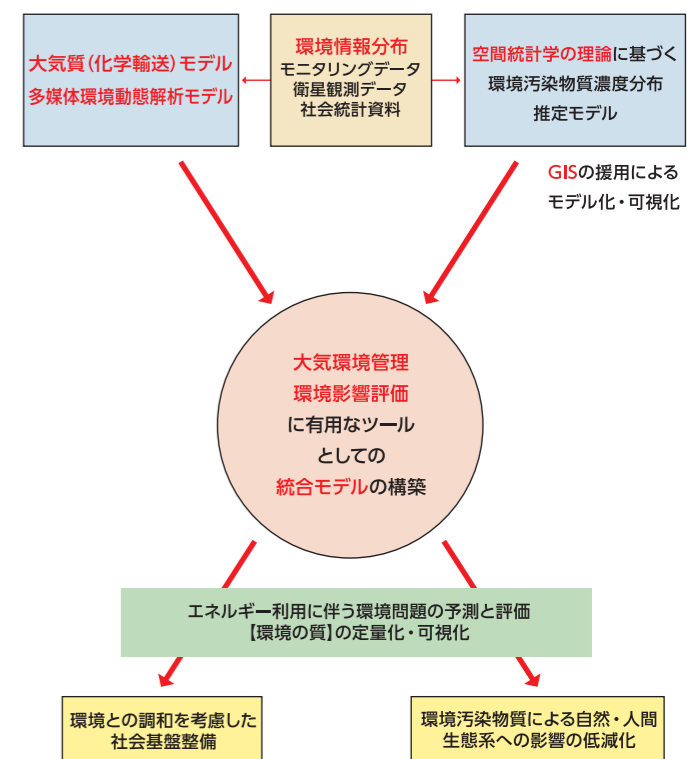 大気質（化学輸送）モデル
多媒体環境動態解析モデル
環境情報分布
モニタリングデータ
衛星観測データ
社会統計資料
空間統計学の理論に基づく
環境汚染物質濃度分布
推定モデル
GISの援用による
モデル化・可視化
大気環境管理
環境影響評価
に有用なツール
としての
統合モデルの構築
エネルギー利用に伴う環境問題の予測と評価
【環境の質】の定量化・可視化
環境との調和を考慮した
社会基盤整備
環境汚染物質による自然・人間
生態系への影響の低減化